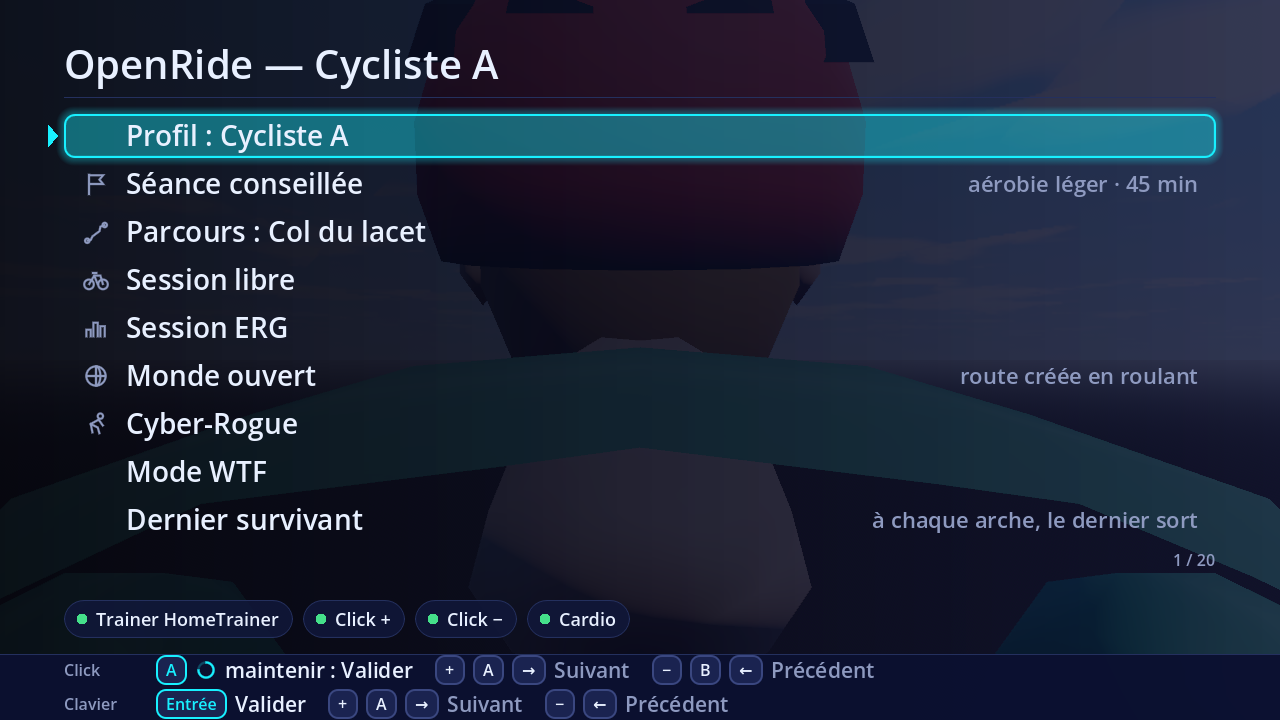 OpenRide — Cycliste A
Profil : Cycliste A
Séance conseillée aérobie léger · 45 min
Parcours : Col du lacet
Session libre
Session ERG
Monde ouvert route créée en roulant
Cyber-Rogue
Mode WTF
Dernier survivant à chaque arche, le dernier sort
1 / 20
Trainer HomeTrainer Click + Click − Cardio
Click A maintenir : Valider + A → Suivant − B ← Précédent
Clavier Entrée Valider + A → Suivant − ← Précédent